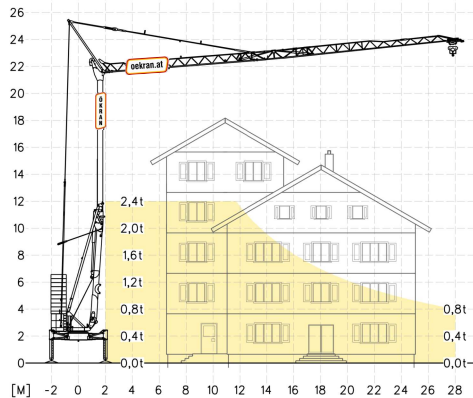 26
24
oekran.at
22
20
ÖKRAN
18
16
14
12 2,4t
10 2,0t
8 1,6t
6 1,2t
4 0,8t 0,8t
2 0,4t 0,4t
0 0,0t 0,0t
[M] -2 0 2 4 6 8 10 12 14 16 18 20 22 24 26 28